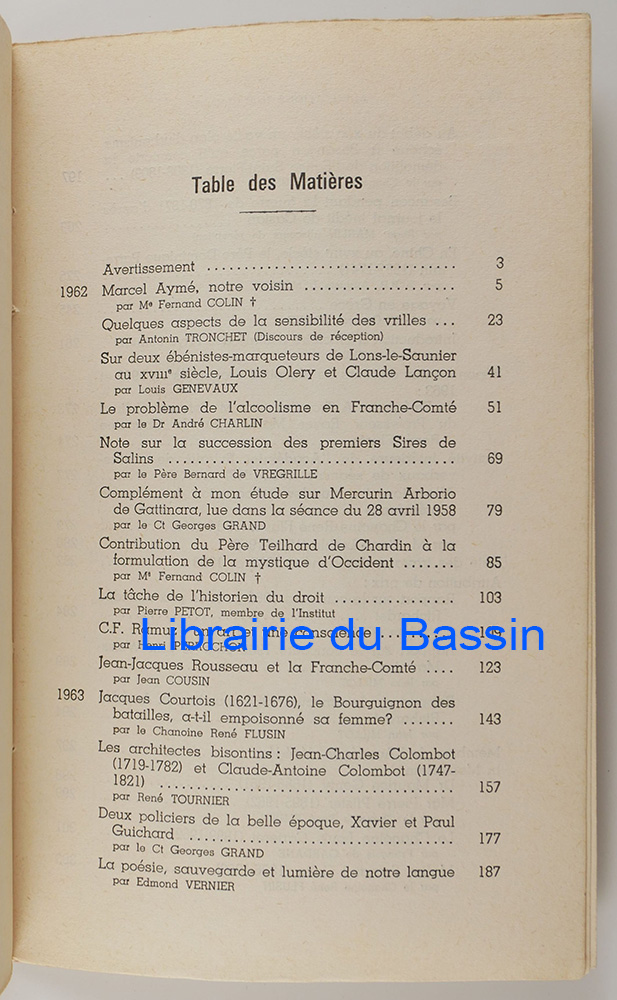 Table des Matières
Avertissement .................................. 3
1962 Marcel Aymé, notre voisin ..................... 5
par Me Fernand COLIN †
Quelques aspects de la sensibilité des vrilles ... 23
par Antonin TRONCHET (Discours de réception)
Sur deux ébénistes-marqueteurs de Lons-le-Saunier
au XVIIIe siècle, Louis Olery et Claude Lançon 41
par Louis GENEVAUX
Le problème de l'alcoolisme en Franche-Comté 51
par le Dr André CHARLIN
Note sur la succession des premiers Sires de
Salins ....................................... 69
par le Père Bernard de VREGRILLE
Complément à mon étude sur Mercurin Arborio
de Gattinara, lue dans la séance du 28 avril 1958 79
par le Ct Georges GRAND
Contribution du Père Teilhard de Chardin à la
formulation de la mystique d'Occident ....... 85
par Me Fernand COLIN †
La tâche de l'historien du droit ................ 103
par Pierre PETOT, membre de l'Institut
C.F. Ramuz
Librairie du Bassin
par Henri PERROCHON
Jean-Jacques Rousseau et la Franche-Comté .... 123
par Jean COUSIN
1963 Jacques Courtois (1621-1676), le Bourguignon des
batailles, a-t-il empoisonné sa femme? ....... 143
par le Chanoine René FLUSIN
Les architectes bisontins : Jean-Charles Colombot
(1719-1782) et Claude-Antoine Colombot (1747-
1821) ........................................ 157
par René TOURNIER
Deux policiers de la belle époque, Xavier et Paul
Guichard .................................... 177
par le Ct Georges GRAND
La poésie, sauvegarde et lumière de notre langue 187
par Edmond VERNIER